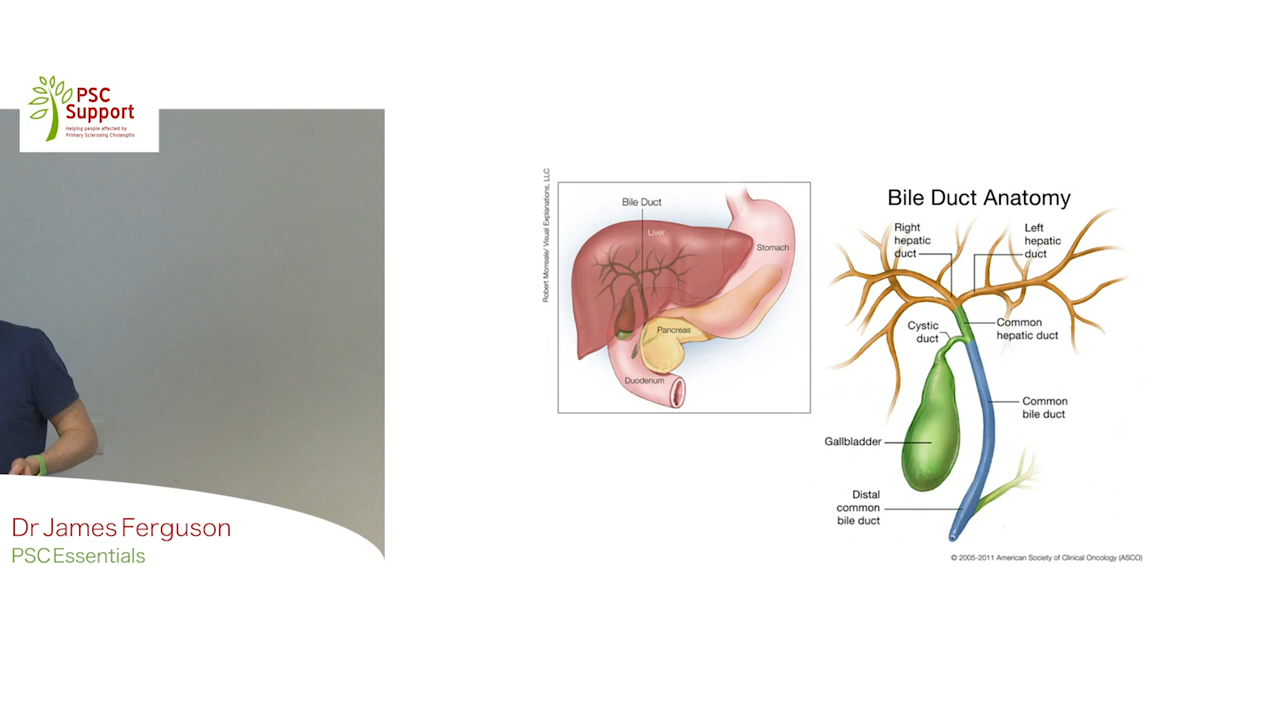 PSC
Support
Helping people affected by
Primary Sclerosing Cholangitis
Dr James Ferguson
PSC Essentials
Robert Morreale/ Visual Explanations, LLC
Bile Duct
Liver
Stomach
Pancreas
Duodenum
Bile Duct Anatomy
Right
hepatic
duct
Left
hepatic
duct
Cystic
duct
Common
hepatic duct
Common
bile duct
Gallbladder
Distal
common
bile duct
© 2005-2011 American Society of Clinical Oncology (ASCO)